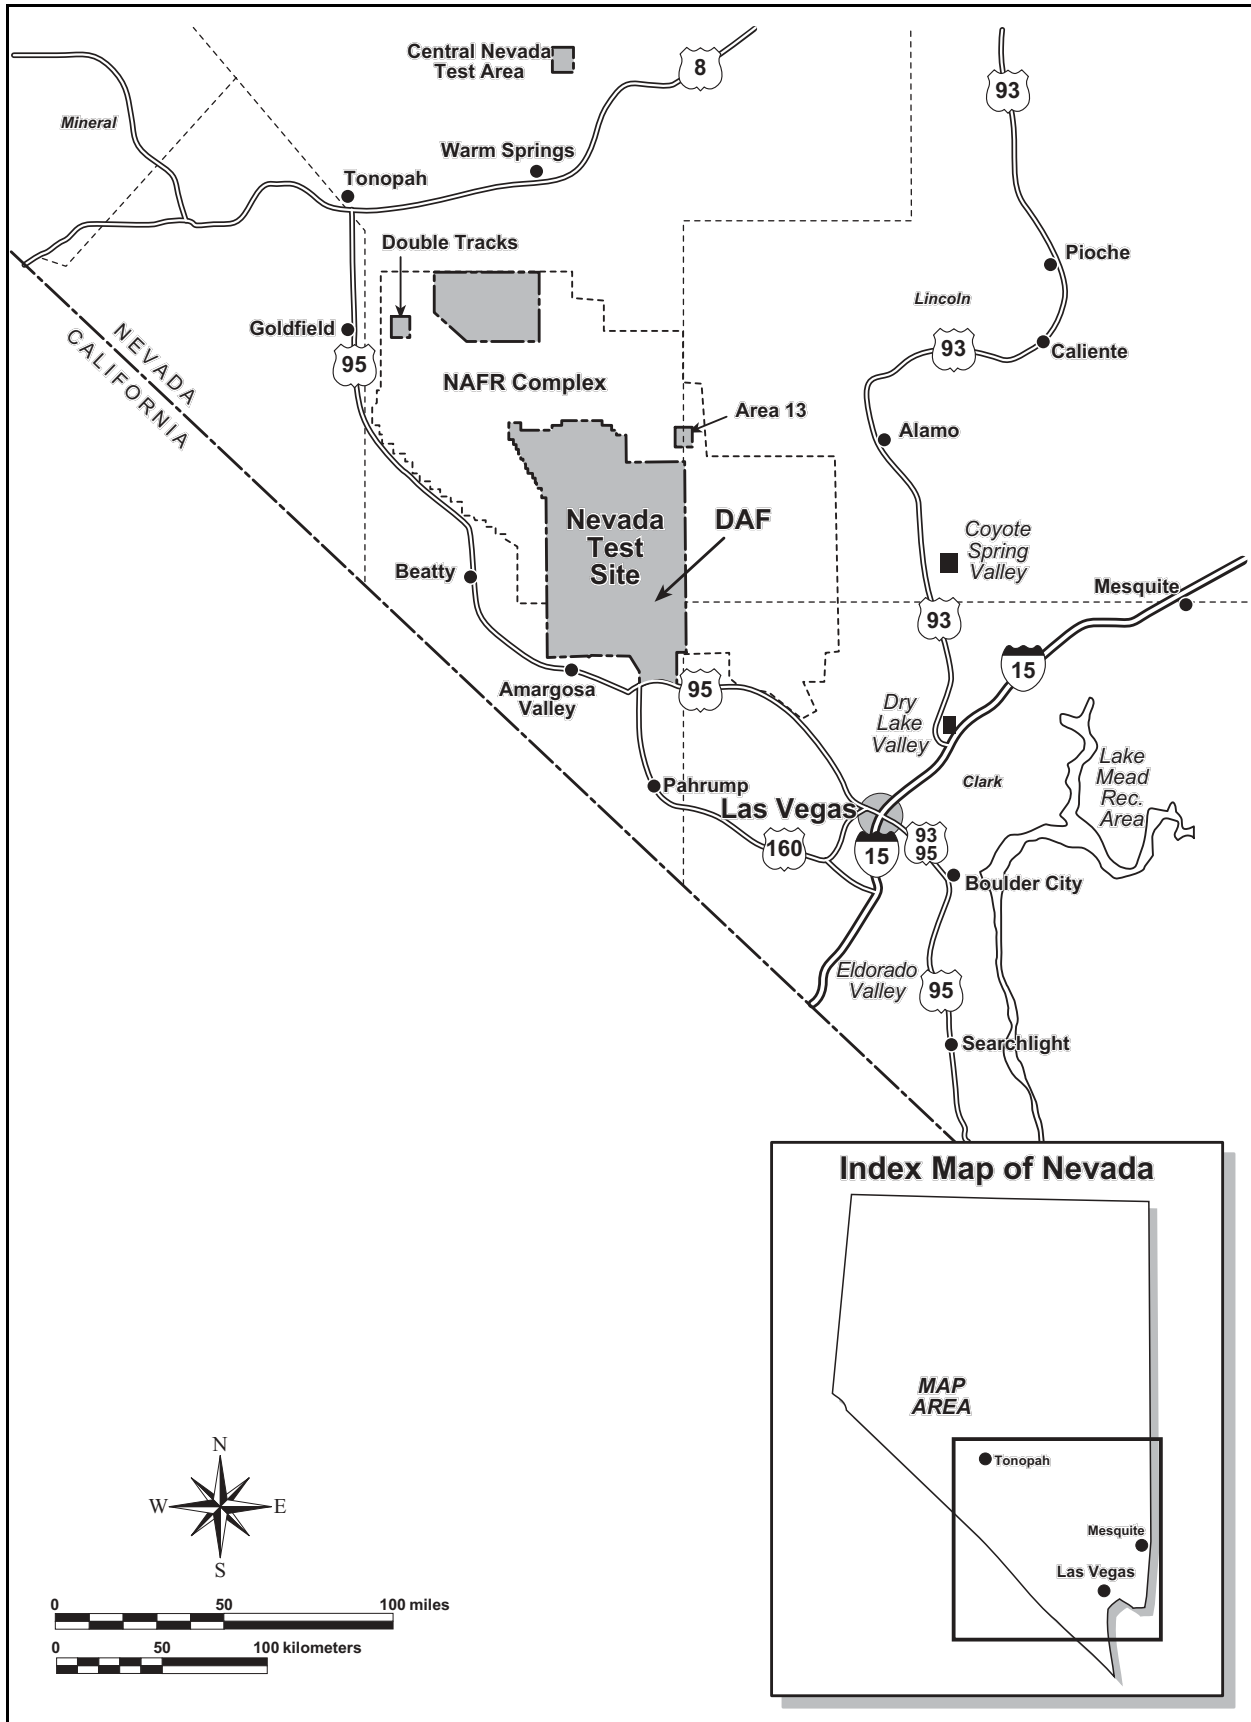 Central Nevada
Test Area
8
93
Mineral
Warm Springs
Tonopah
Double Tracks
Pioche
Lincoln
Goldfield
NEVADA
CALIFORNIA
95
93
Caliente
NAFR Complex
Area 13
Alamo
Nevada
Test
Site
DAF
Coyote
Spring
Valley
Beatty
Mesquite
93
15
Amargosa
Valley
95
Dry
Lake
Valley
Lake
Mead
Rec.
Area
Clark
Pahrump
Las Vegas
160
15
93
95
Boulder City
Eldorado
Valley
95
Searchlight
Index Map of Nevada
MAP
AREA
Tonopah
Mesquite
Las Vegas
N
W
E
S
0 50 100 miles
0 50 100 kilometers